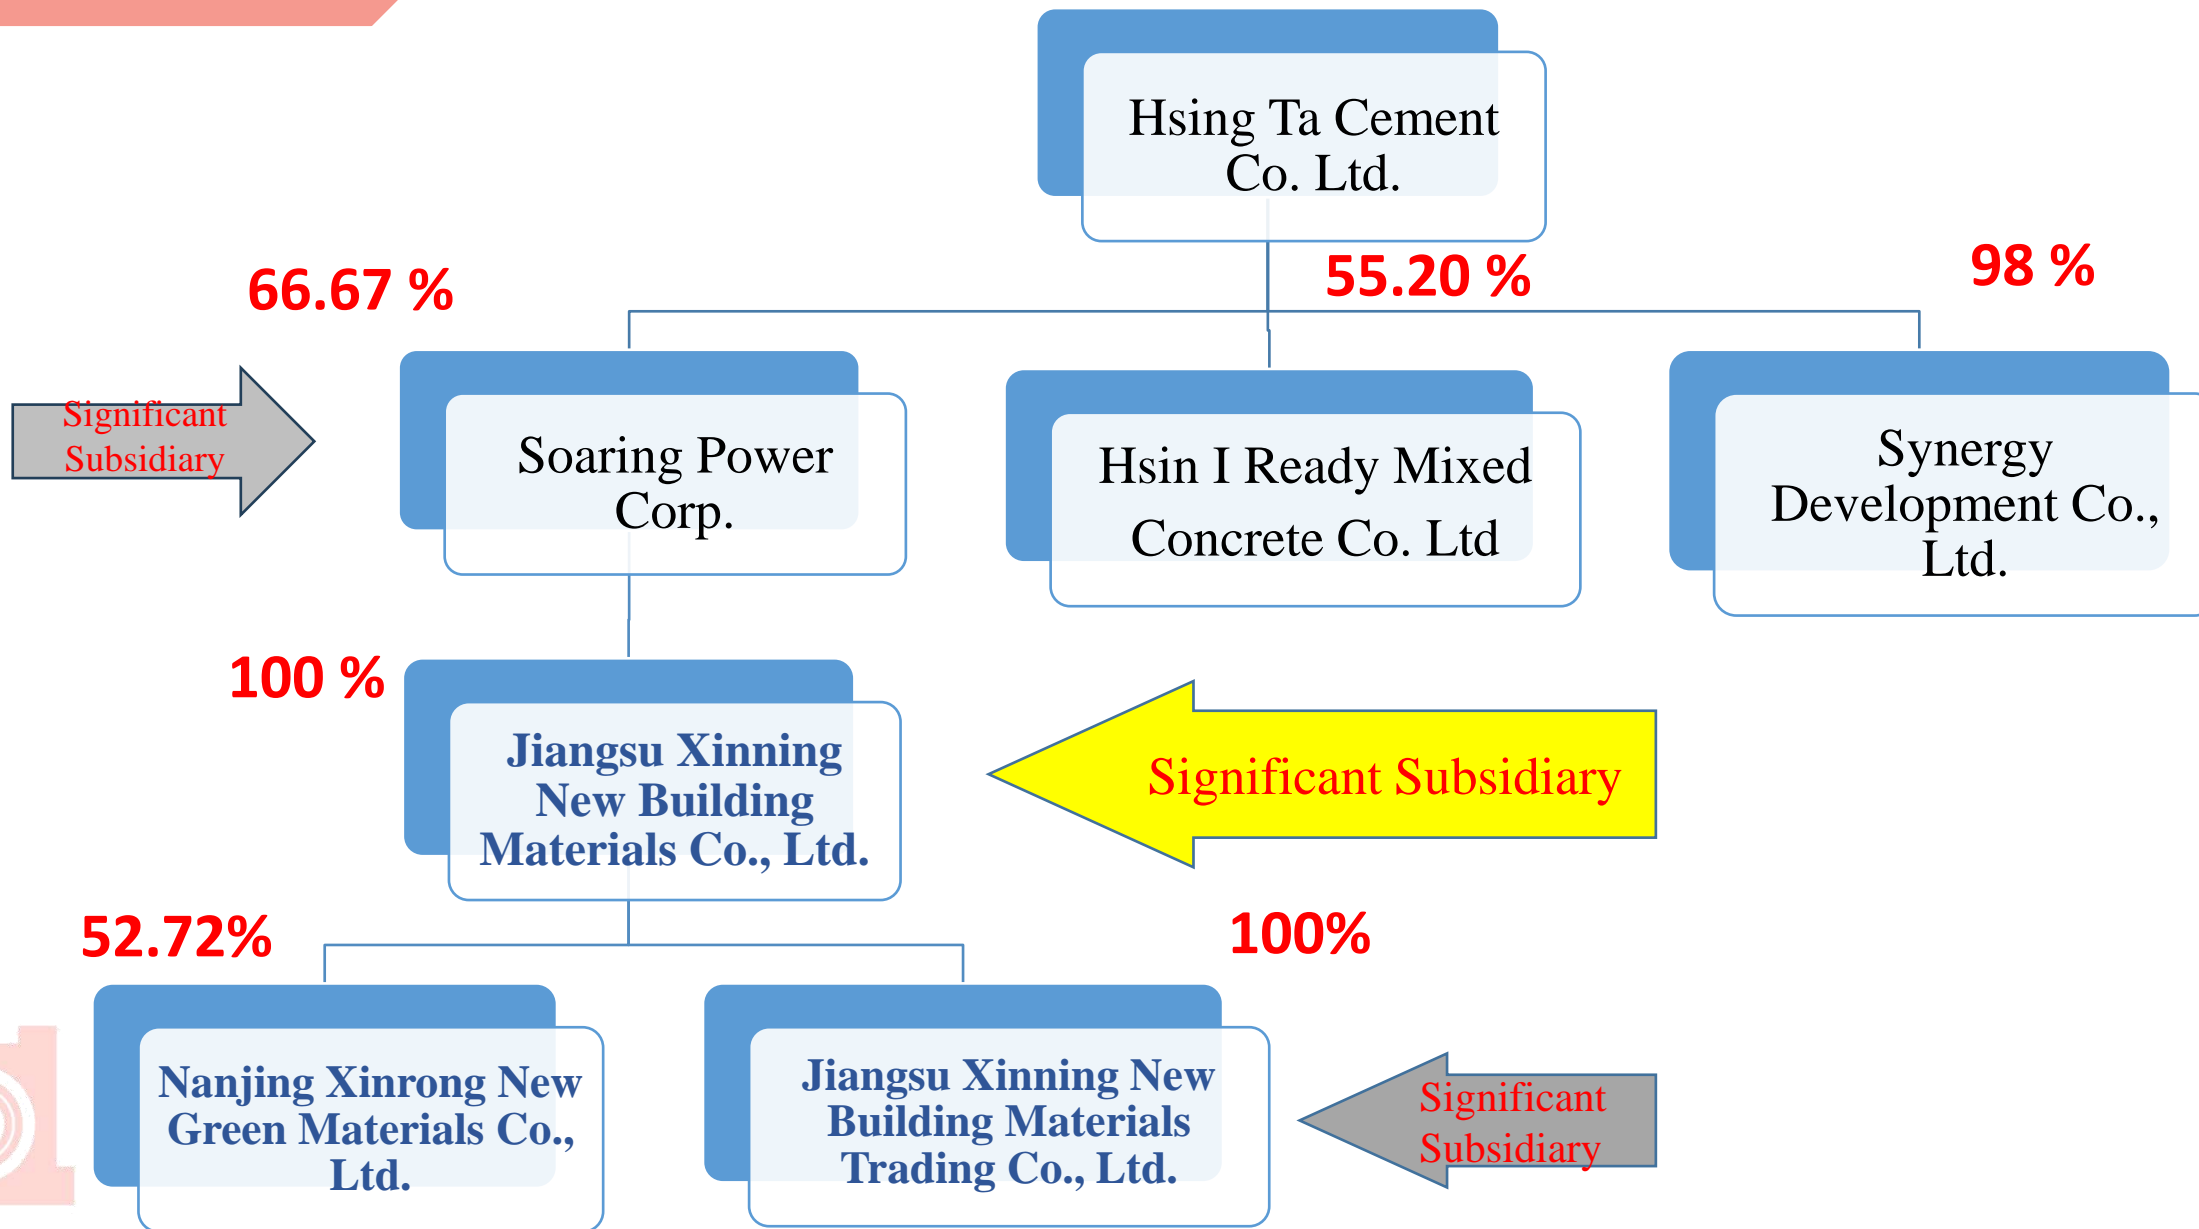 Hsing Ta Cement
Co. Ltd.
66.67 %
55.20 %
98 %
Significant
Subsidiary
Soaring Power
Corp.
Hsin I Ready Mixed
Concrete Co. Ltd
Synergy
Development Co.,
Ltd.
100 %
Jiangsu Xinning
New Building
Materials Co., Ltd.
Significant Subsidiary
52.72%
100%
Nanjing Xinrong New
Green Materials Co.,
Ltd.
Jiangsu Xinning New
Building Materials
Trading Co., Ltd.
Significant
Subsidiary